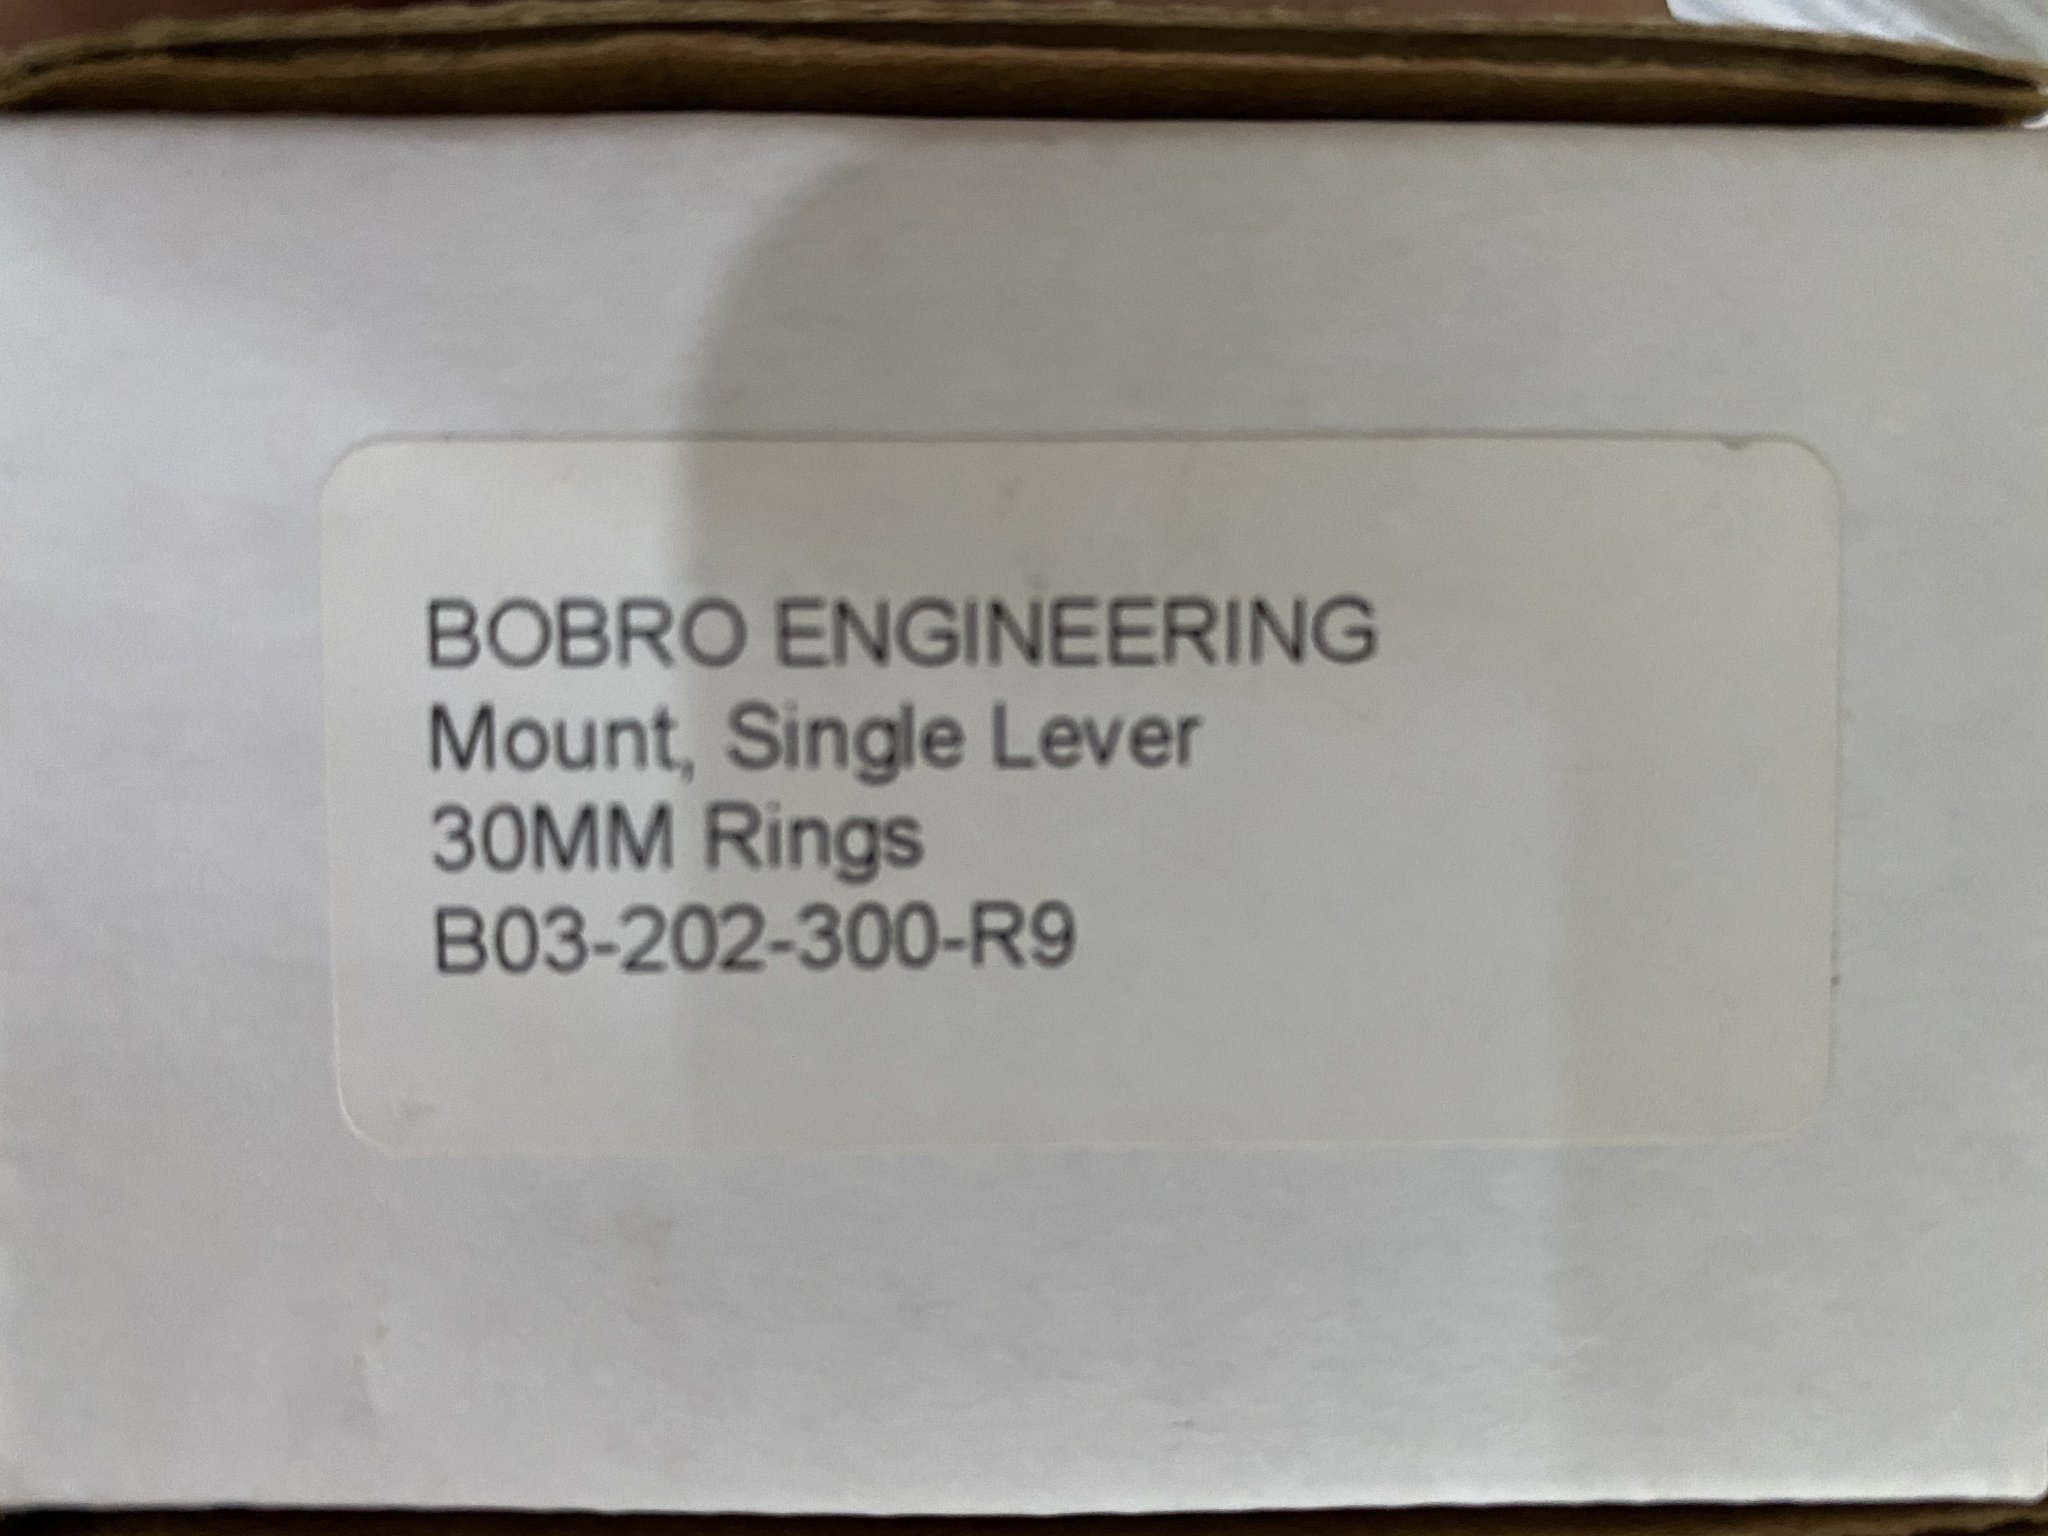 BOBRO ENGINEERING
Mount, Single Lever
30MM Rings
B03-202-300-R9